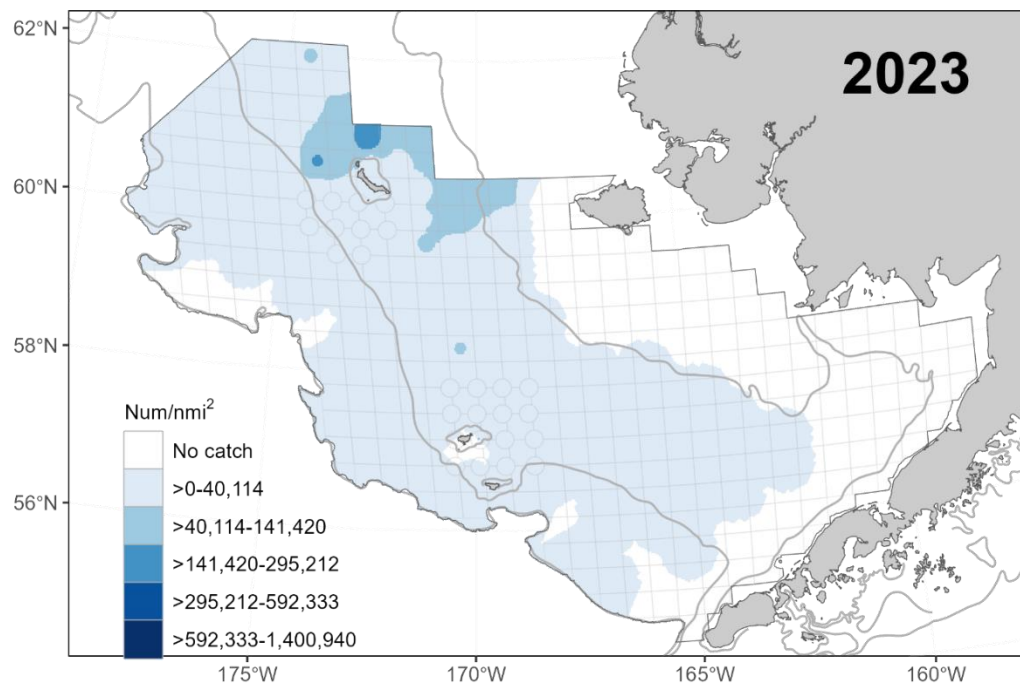 62°N
2023
60°N
58°N
56°N
Num/nmi²
No catch
>0-40,114
>40,114-141,420
>141,420-295,212
>295,212-592,333
>592,333-1,400,940
175°W 170°W 165°W 160°W